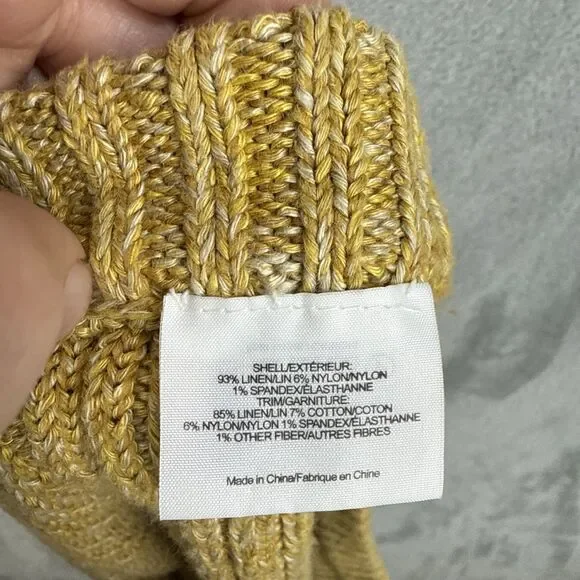 SHELL/EXTÉRIEUR:
93% LINEN/LIN 6% NYLON/NYLON
1% SPANDEX/ÉLASTHANNE
TRIM/GARNITURE:
85% LINEN/LIN 7% COTTON/COTON
6% NYLON/NYLON 1% SPANDEX/ÉLASTHANNE
1% OTHER FIBER/AUTRES FIBRES
Made in China/Fabrique en Chine